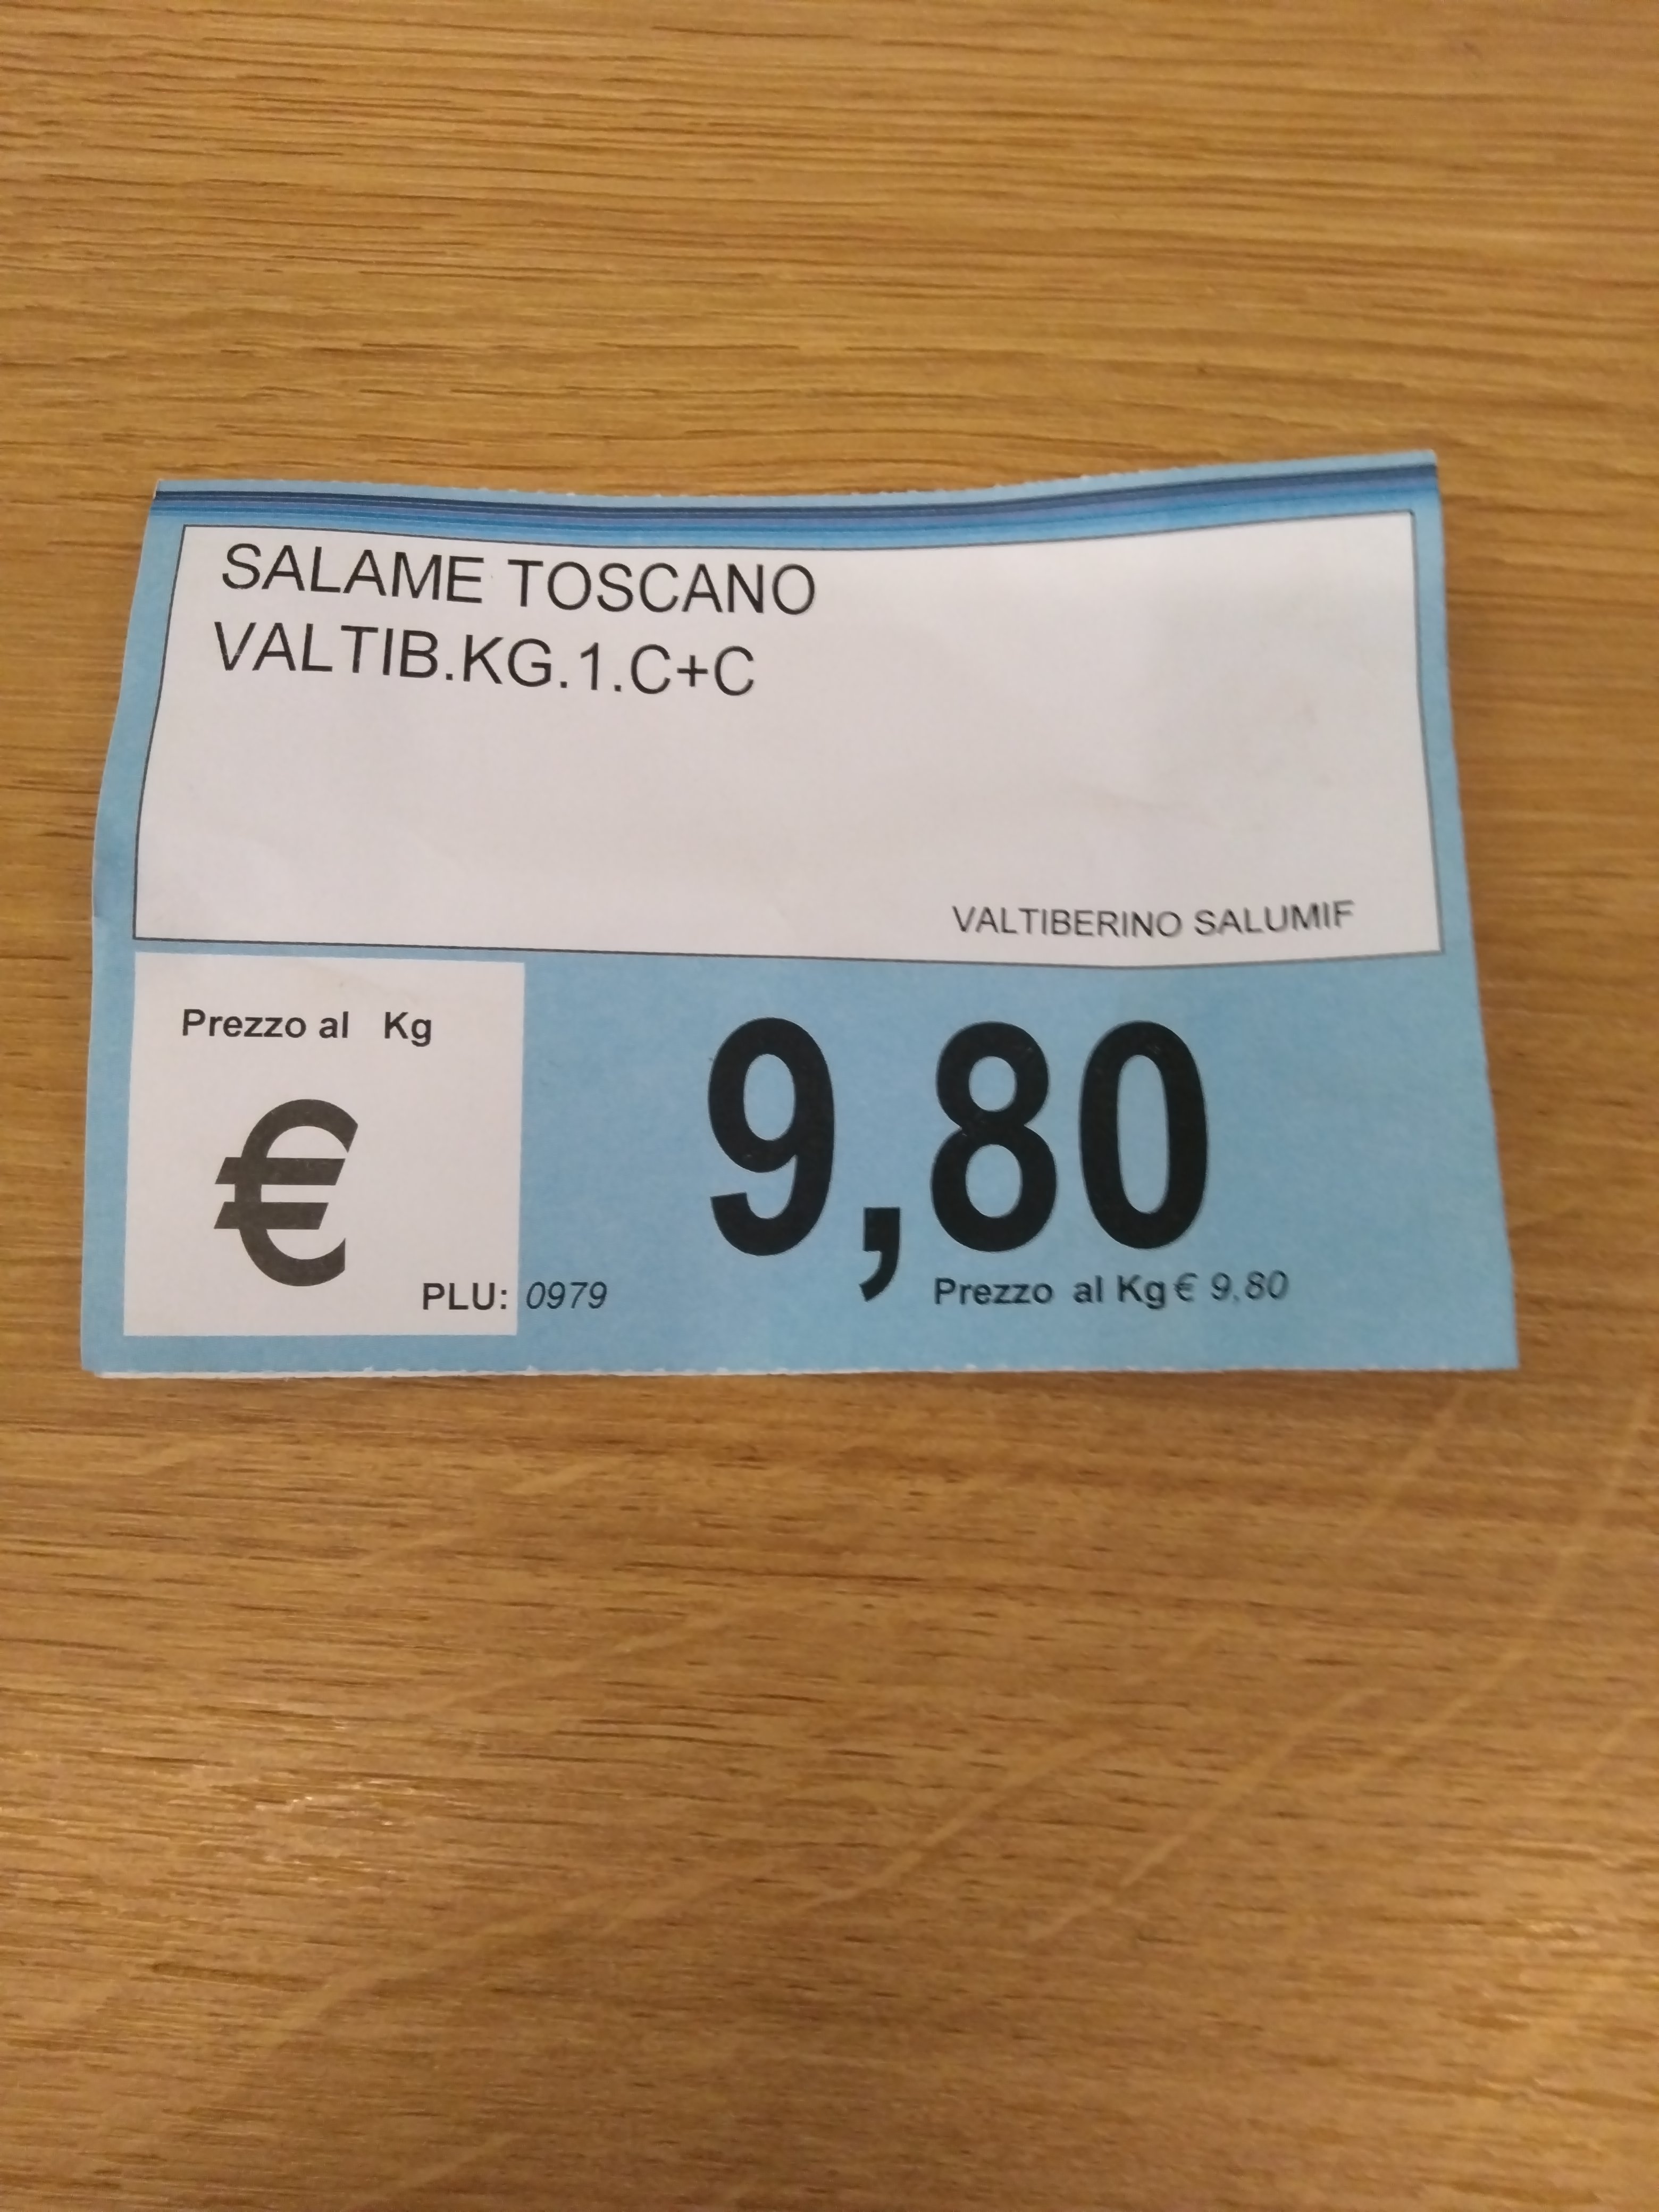 SALAME TOSCANO
VALTIB.KG.1.C+C
VALTIBERINO SALUMIF
Prezzo al Kg
€ 9,80
PLU: 0979 Prezzo al Kg € 9.80